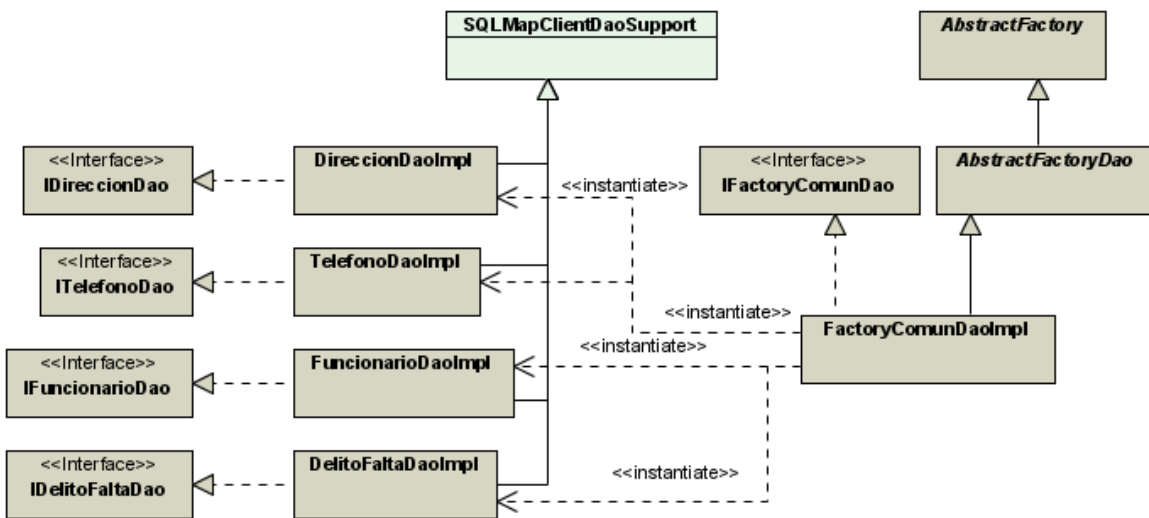 SQLMapClientDaoSupport
AbstractFactory
<<Interface>>
IDireccionDao
DireccionDaoImpl
<<instantiate>>
<<Interface>>
IFactoryComunDao
AbstractFactoryDao
<<Interface>>
ITelefonoDao
TelefonoDaoImpl
<<instantiate>>
FactoryComunDaoImpl
<<Interface>>
IFuncionarioDao
FuncionarioDaoImpl
<<instantiate>>
<<Interface>>
IDelitoFaltaDao
DelitoFaltaDaoImpl
<<instantiate>>